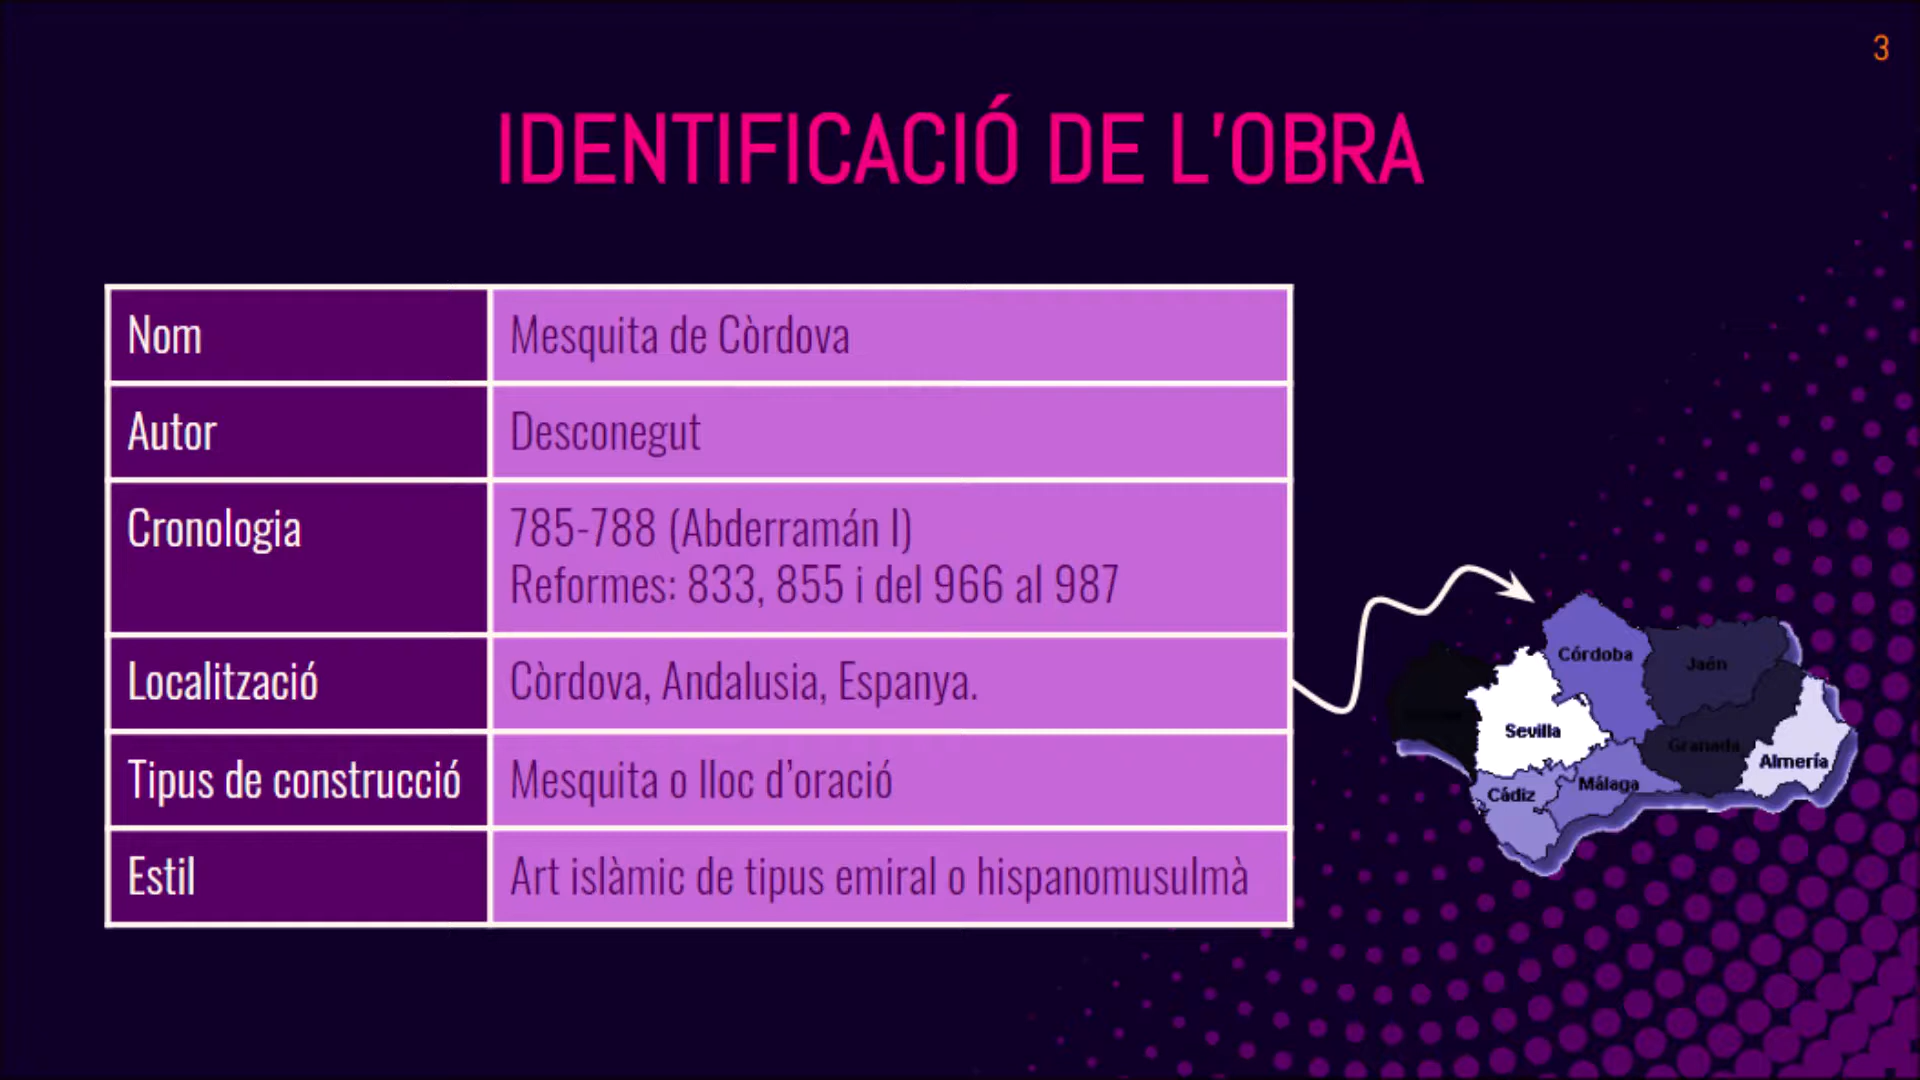 3
IDENTIFICACIÓ DE L'OBRA
Nom
Mesquita de Còrdova
Autor
Desconegut
Cronologia
785-788 (Abderramán I)
Reformes: 833, 855 i del 966 al 987
Localització
Còrdova, Andalusia, Espanya.
Tipus de construcció
Mesquita o lloc d’oració
Estil
Art islàmic de tipus emiral o hispanomusulmà
Córdoba
Jaén
Sevilla
Granada
Almería
Cádiz
Málaga